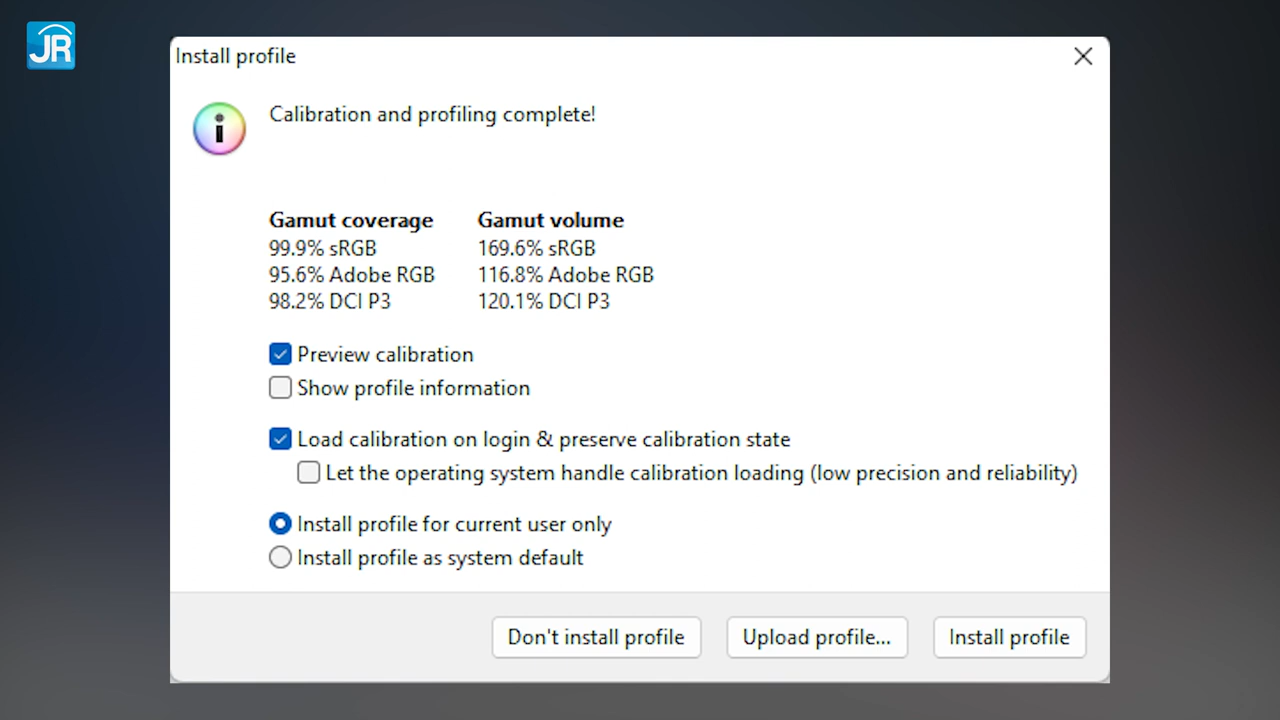 JR
Install profile
Calibration and profiling complete!
Gamut coverage Gamut volume
99.9% sRGB 169.6% sRGB
95.6% Adobe RGB 116.8% Adobe RGB
98.2% DCI P3 120.1% DCI P3
Preview calibration
Show profile information
Load calibration on login & preserve calibration state
Let the operating system handle calibration loading (low precision and reliability)
Install profile for current user only
Install profile as system default
Don't install profile Upload profile... Install profile